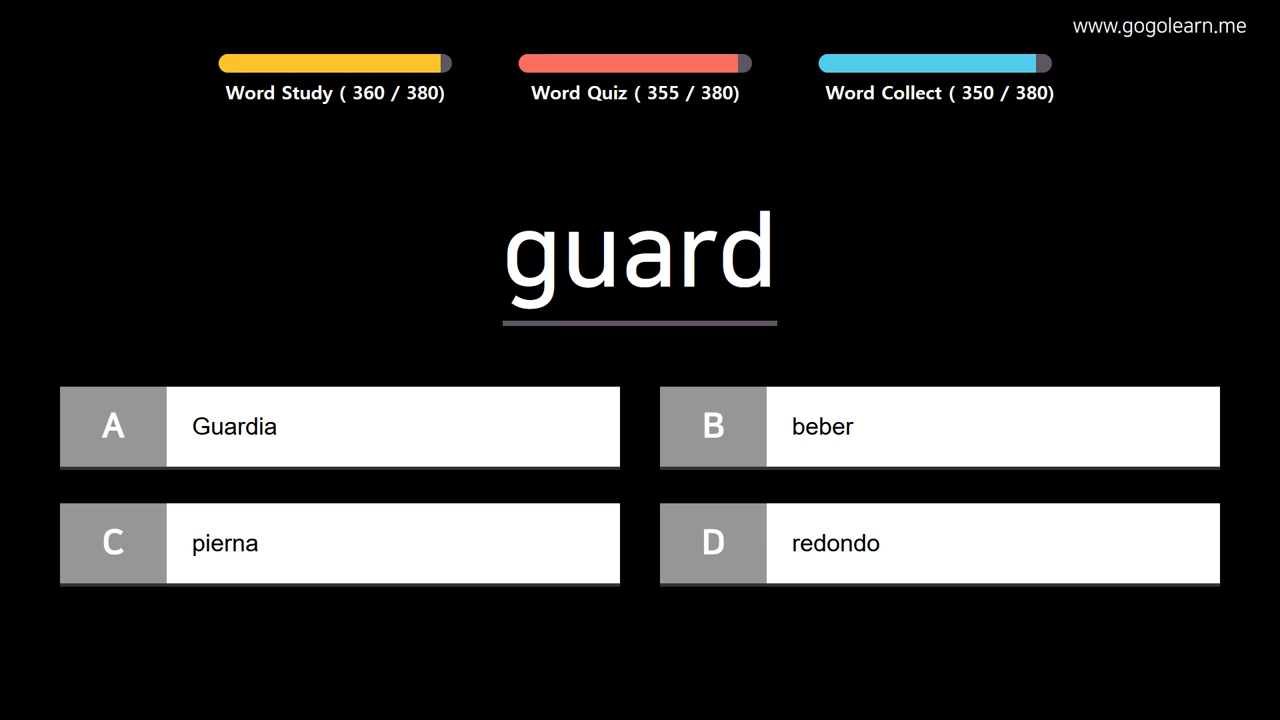 www.gogolearn.me
Word Study ( 360 / 380)
Word Quiz ( 355 / 380)
Word Collect ( 350 / 380)
guard
A Guardia
B beber
C pierna
D redondo